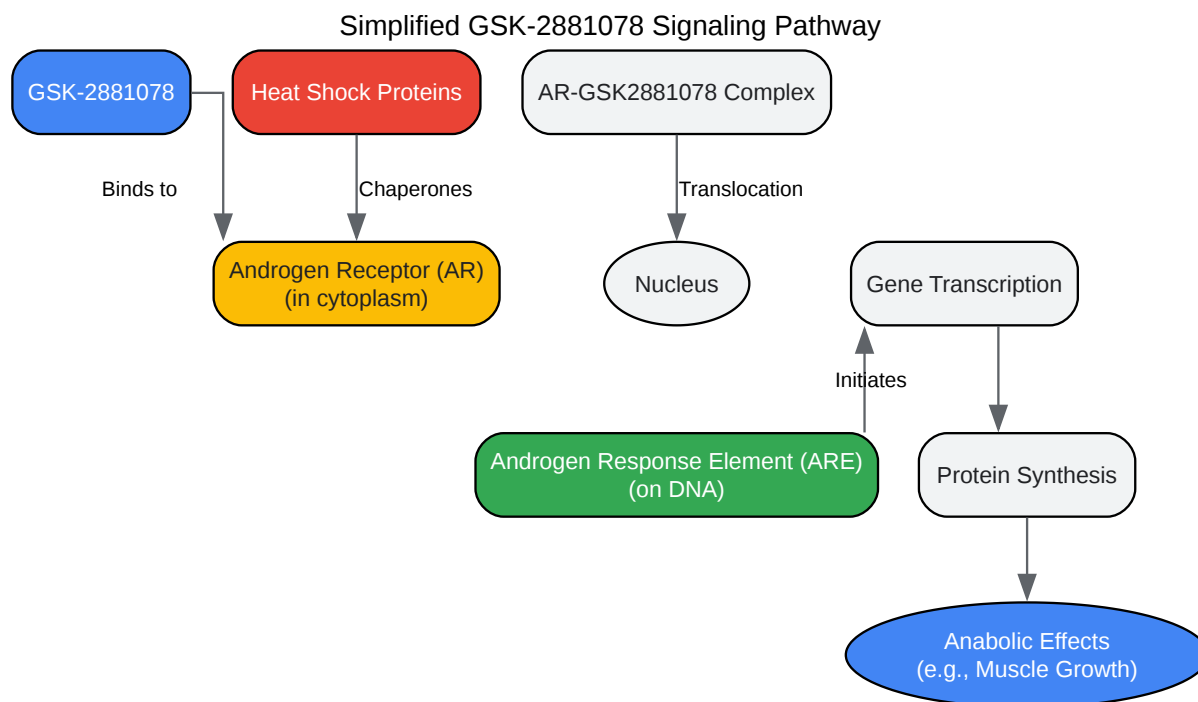 Simplified GSK-2881078 Signaling Pathway
GSK-2881078
Heat Shock Proteins
AR-GSK2881078 Complex
Binds to
Chaperones
Translocation
Androgen Receptor (AR)
(in cytoplasm)
Nucleus
Gene Transcription
Initiates
Androgen Response Element (ARE)
(on DNA)
Protein Synthesis
Anabolic Effects
(e.g., Muscle Growth)